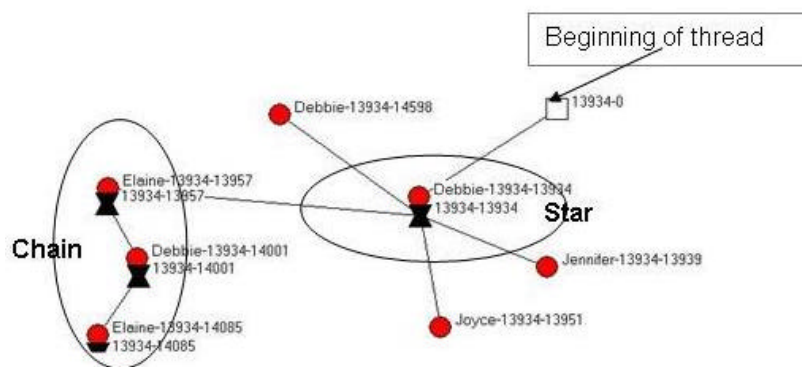 Beginning of thread
13934-0
Debbie-13934-14598
Elaine-13934-13957
13934-13957
Debbie-13934-13934
13934-13934
Star
Chain
Debbie-13934-14001
13934-14001
Jennifer-13934-13939
Elaine-13934-14085
13934-14085
Joyce-13934-13951